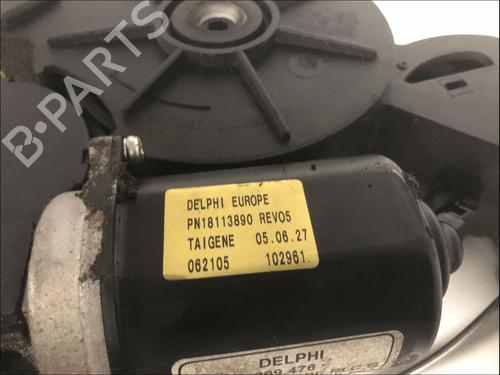 B-PARTS
DELPHI EUROPE
PN18113890 REV05
TAIGENE 05.06.27
062105 102961.
DELPHI